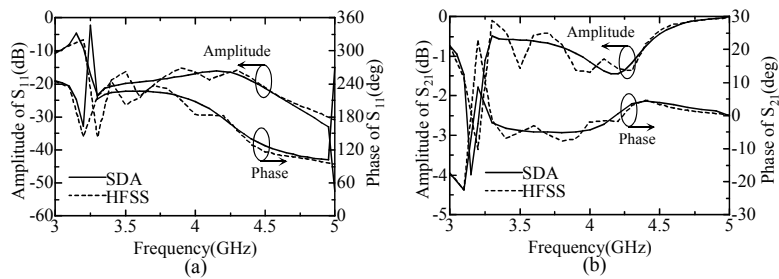 (a)
0
-10
-20
-30
-40
-50
-60
Amplitude of S11(dB)
360
300
240
180
120
60
0
Phase of S11(deg)
Amplitude
Phase
SDA
HFSS
3
3.5
4
4.5
5
Frequency(GHz)
(a)
(b)
0
-1
-2
-3
-4
-5
Amplitude of S21(dB)
30
20
10
0
-10
-20
-30
Phase of S21(deg)
Amplitude
Phase
SDA
HFSS
3
3.5
4
4.5
5
Frequency(GHz)
(b)